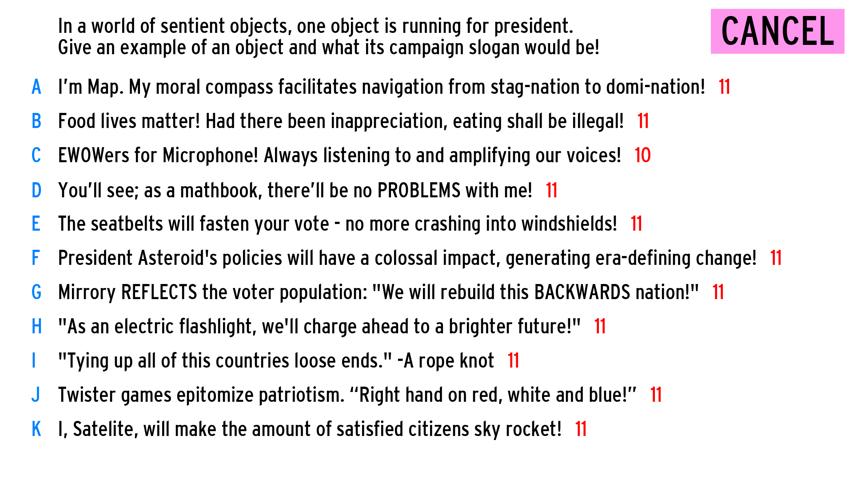 In a world of sentient objects, one object is running for president.
Give an example of an object and what its campaign slogan would be!
CANCEL
A I'm Map. My moral compass facilitates navigation from stag-nation to domi-nation! 11
B Food lives matter! Had there been inappreciation, eating shall be illegal! 11
C EWOWers for Microphone! Always listening to and amplifying our voices! 10
D You'll see; as a mathbook, there'll be no PROBLEMS with me! 11
E The seatbelts will fasten your vote - no more crashing into windshields! 11
F President Asteroid's policies will have a colossal impact, generating era-defining change! 11
G Mirrory REFLECTS the voter population: "We will rebuild this BACKWARDS nation!" 11
H "As an electric flashlight, we'll charge ahead to a brighter future!" 11
I "Tying up all of this countries loose ends." -A rope knot 11
J Twister games epitomize patriotism. “Right hand on red, white and blue!” 11
K I, Satelite, will make the amount of satisfied citizens sky rocket! 11